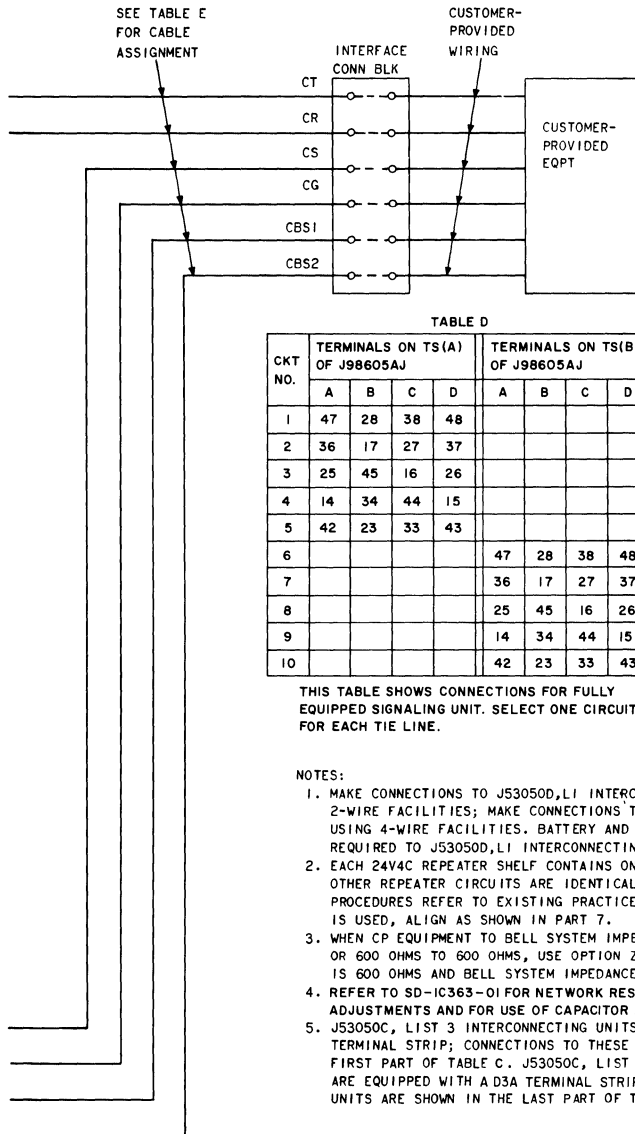 SEE TABLE E
FOR CABLE
ASSIGNMENT
CUSTOMER-
PROVIDED
WIRING
INTERFACE
CONN BLK
CT
CR
CS
CG
CBS1
CBS2
CUSTOMER-
PROVIDED
EQPT
TABLE D
CKT NO. TERMINALS ON TS(A) OF J98605AJ TERMINALS ON TS(B OF J98605AJ
A B C D A B C D
1 47 28 38 48
2 36 17 27 37
3 25 45 16 26
4 14 34 44 15
5 42 23 33 43
6 47 28 38 48
7 36 17 27 37
8 25 45 16 26
9 14 34 44 15
10 42 23 33 43
THIS TABLE SHOWS CONNECTIONS FOR FULLY
EQUIPPED SIGNALING UNIT. SELECT ONE CIRCUIT
FOR EACH TIE LINE.
NOTES:
1. MAKE CONNECTIONS TO J53050D,L1 INTERC
2-WIRE FACILITIES; MAKE CONNECTIONS T
USING 4-WIRE FACILITIES. BATTERY AND
REQUIRED TO J53050D,L1 INTERCONNECTIN
2. EACH 24V4C REPEATER SHELF CONTAINS ON
OTHER REPEATER CIRCUITS ARE IDENTICAL
PROCEDURES REFER TO EXISTING PRACTICE
IS USED, ALIGN AS SHOWN IN PART 7.
3. WHEN CP EQUIPMENT TO BELL SYSTEM IMPE
OR 600 OHMS TO 600 OHMS, USE OPTION Z
IS 600 OHMS AND BELL SYSTEM IMPEDANCE
4. REFER TO SD-1C363-01 FOR NETWORK RES
ADJUSTMENTS AND FOR USE OF CAPACITOR
5. J53050C, LIST 3 INTERCONNECTING UNITS
TERMINAL STRIP; CONNECTIONS TO THESE
FIRST PART OF TABLE C. J53050C, LIST
ARE EQUIPPED WITH A D3A TERMINAL STRIP
UNITS ARE SHOWN IN THE LAST PART OF T